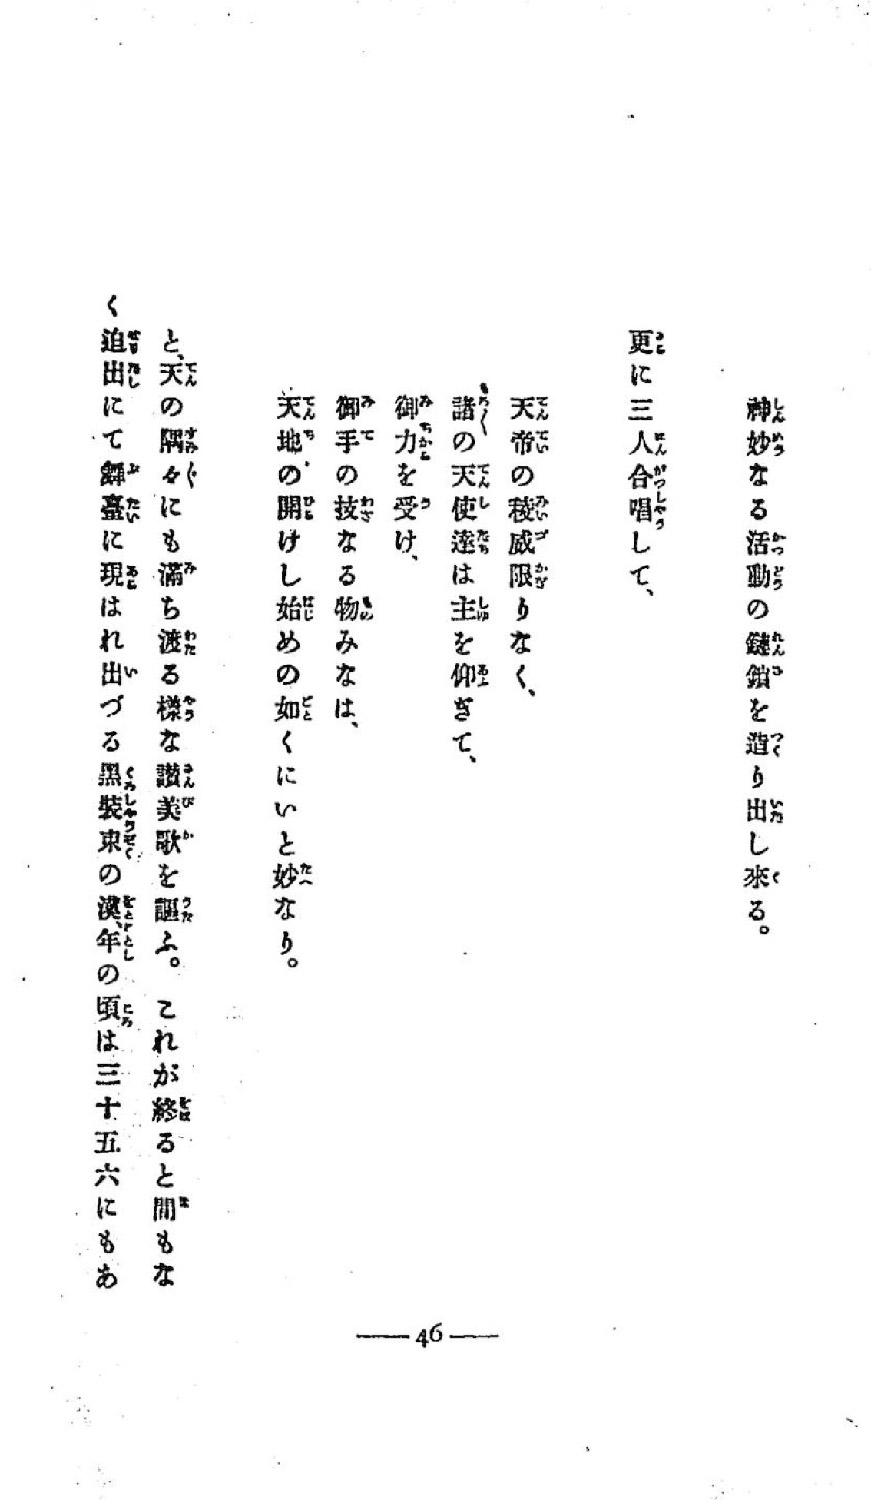 神妙なる活動の鏈鎖を造り出し來る。
更に三人合唱して、
天帝の稜威限りなく、
諸の天使達は主を仰ぎて、
御力を受け、
御手の技なる物みなは、
天地の開けし始めの如くにいと妙なり。
と、天の隅々にも滿ち渡る樣な讃美歌を謳ふ。これが終ると間もな
く迫出にて舞臺に現はれ出づる黑裝束の漢、年の頃は三十五六にもあ
46